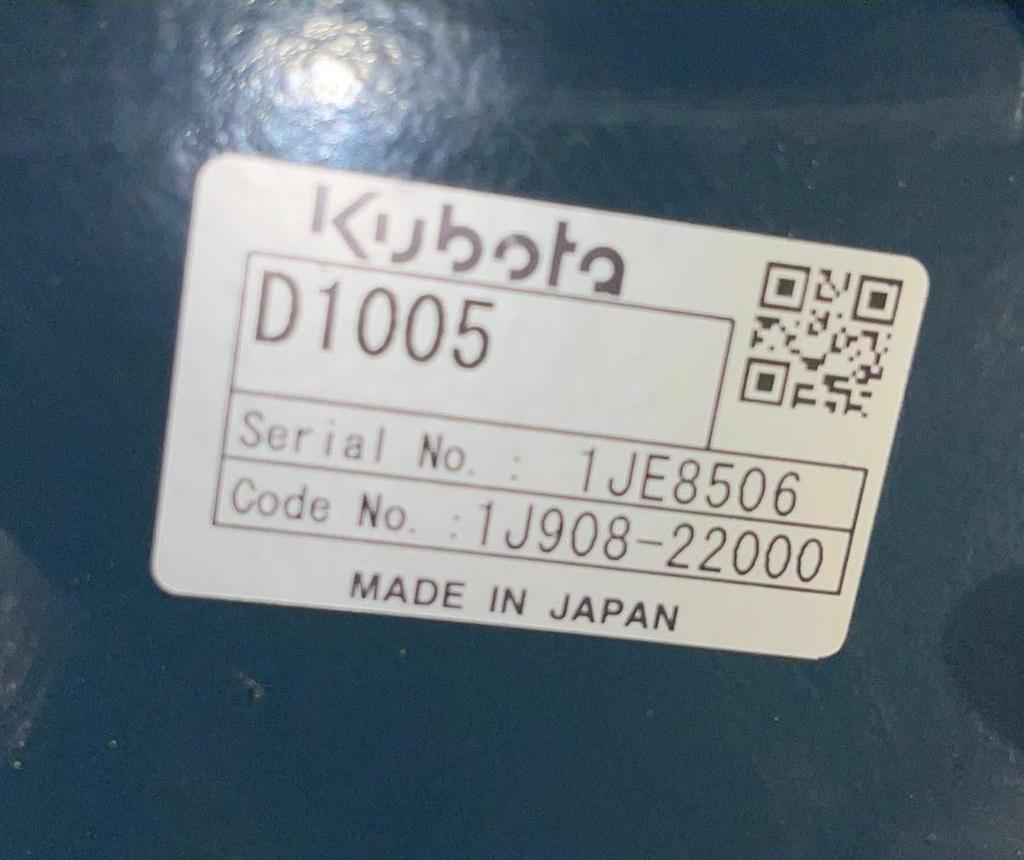 Kubota
D1005
Serial No. : 1JE8506
Code No. :1J908-22000
MADE IN JAPAN